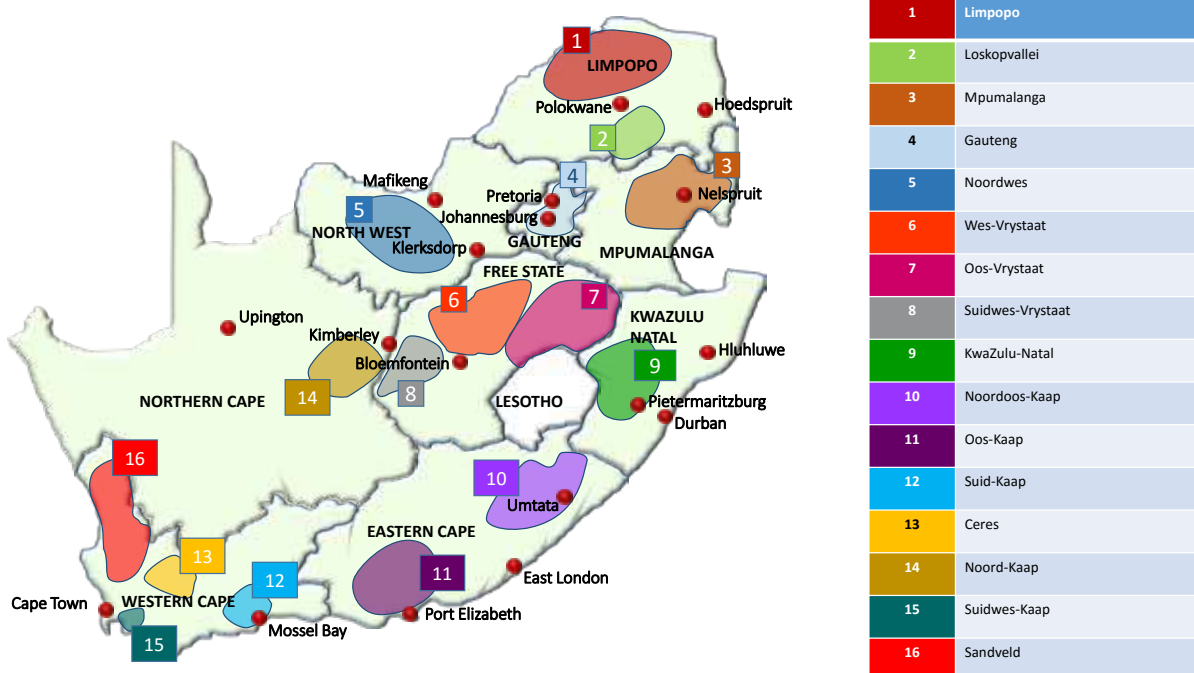 1
LIMPOPO
Polokwane
Hoedspruit
2
3
Mafikeng
4
Pretoria
Nelspruit
5
Johannesburg
NORTH WEST
Klerksdorp
GAUTENG
MPUMALANGA
FREE STATE
6
7
KWAZULU
NATAL
Upington
Kimberley
Hluhluwe
Bloemfontein
9
8
14
NORTHERN CAPE
LESOTHO
Pietermaritzburg
Durban
16
10
Umtata
EASTERN CAPE
13
12
11
East London
Cape Town
WESTERN CAPE
Port Elizabeth
Mossel Bay
15
1 Limpopo
2 Loskopvallei
3 Mpumalanga
4 Gauteng
5 Noordwes
6 Wes-Vrystaat
7 Oos-Vrystaat
8 Suidwes-Vrystaat
9 KwaZulu-Natal
10 Noordoos-Kaap
11 Oos-Kaap
12 Suid-Kaap
13 Ceres
14 Noord-Kaap
15 Suidwes-Kaap
16 Sandveld